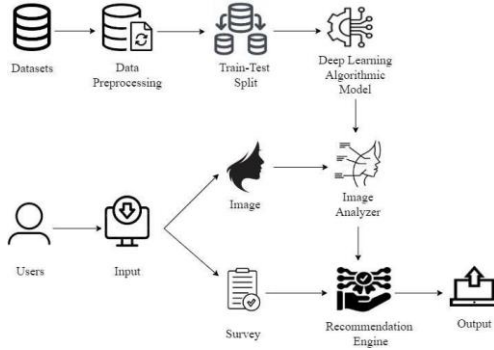 Datasets
Data
Preprocessing
Train-Test
Split
Deep Learning
Algorithmic
Model
Image
Image
Analyzer
Users
Input
Survey
Recommendation
Engine
Output